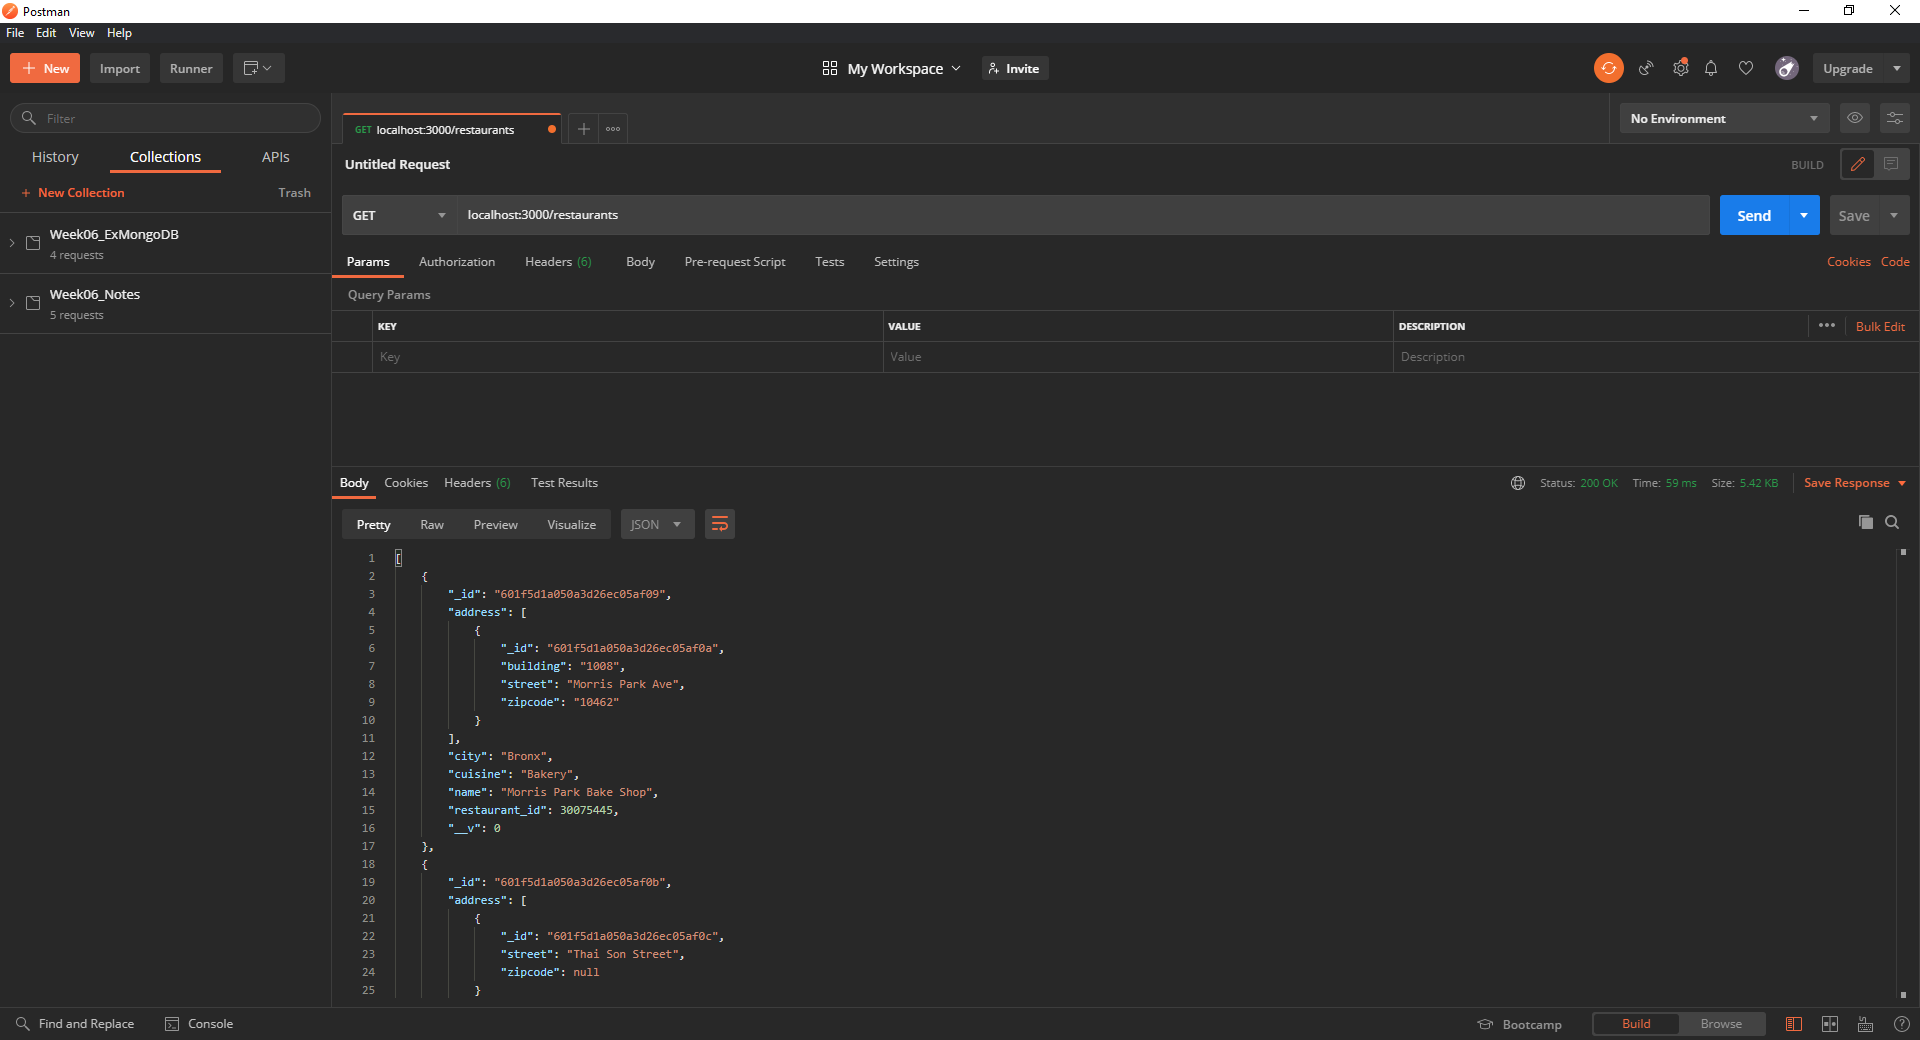 Postman
File Edit View Help
New Import Runner My Workspace Invite Upgrade
Filter
History Collections APIs
New Collection Trash
Week06_ExMongoDB
4 requests
Week06_Notes
5 requests
GET localhost:3000/restaurants
No Environment
Untitled Request
BUILD
GET localhost:3000/restaurants Send Save
Params Authorization Headers (6) Body Pre-request Script Tests Settings Cookies Code
Query Params
KEY VALUE DESCRIPTION Bulk Edit
Key Value Description
Body Cookies Headers (6) Test Results Status: 200 OK Time: 59 ms Size: 5.42 KB Save Response
Pretty Raw Preview Visualize JSON
1 [
2 {
3 "_id": "601f5d1a050a3d26ec05af09",
4 "address": [
5 {
6 "_id": "601f5d1a050a3d26ec05af0a",
7 "building": "1008",
8 "street": "Morris Park Ave",
9 "zipcode": "10462"
10 }
11 ],
12 "city": "Bronx",
13 "cuisine": "Bakery",
14 "name": "Morris Park Bake Shop",
15 "restaurant_id": 30075445,
16 "__v": 0
17 },
18 {
19 "_id": "601f5d1a050a3d26ec05af0b",
20 "address": [
21 {
22 "_id": "601f5d1a050a3d26ec05af0c",
23 "street": "Thai Son Street",
24 "zipcode": null
25 }
Find and Replace Console Bootcamp Build Browse